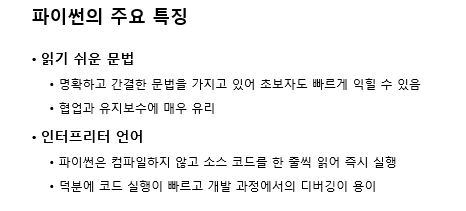 파이썬의 주요 특징
• 읽기 쉬운 문법
• 명확하고 간결한 문법을 가지고 있어 초보자도 빠르게 익힐 수 있음
• 협업과 유지보수에 매우 유리
• 인터프리터 언어
• 파이썬은 컴파일하지 않고 소스 코드를 한 줄씩 읽어 즉시 실행
• 덕분에 코드 실행이 빠르고 개발 과정에서의 디버깅이 용이